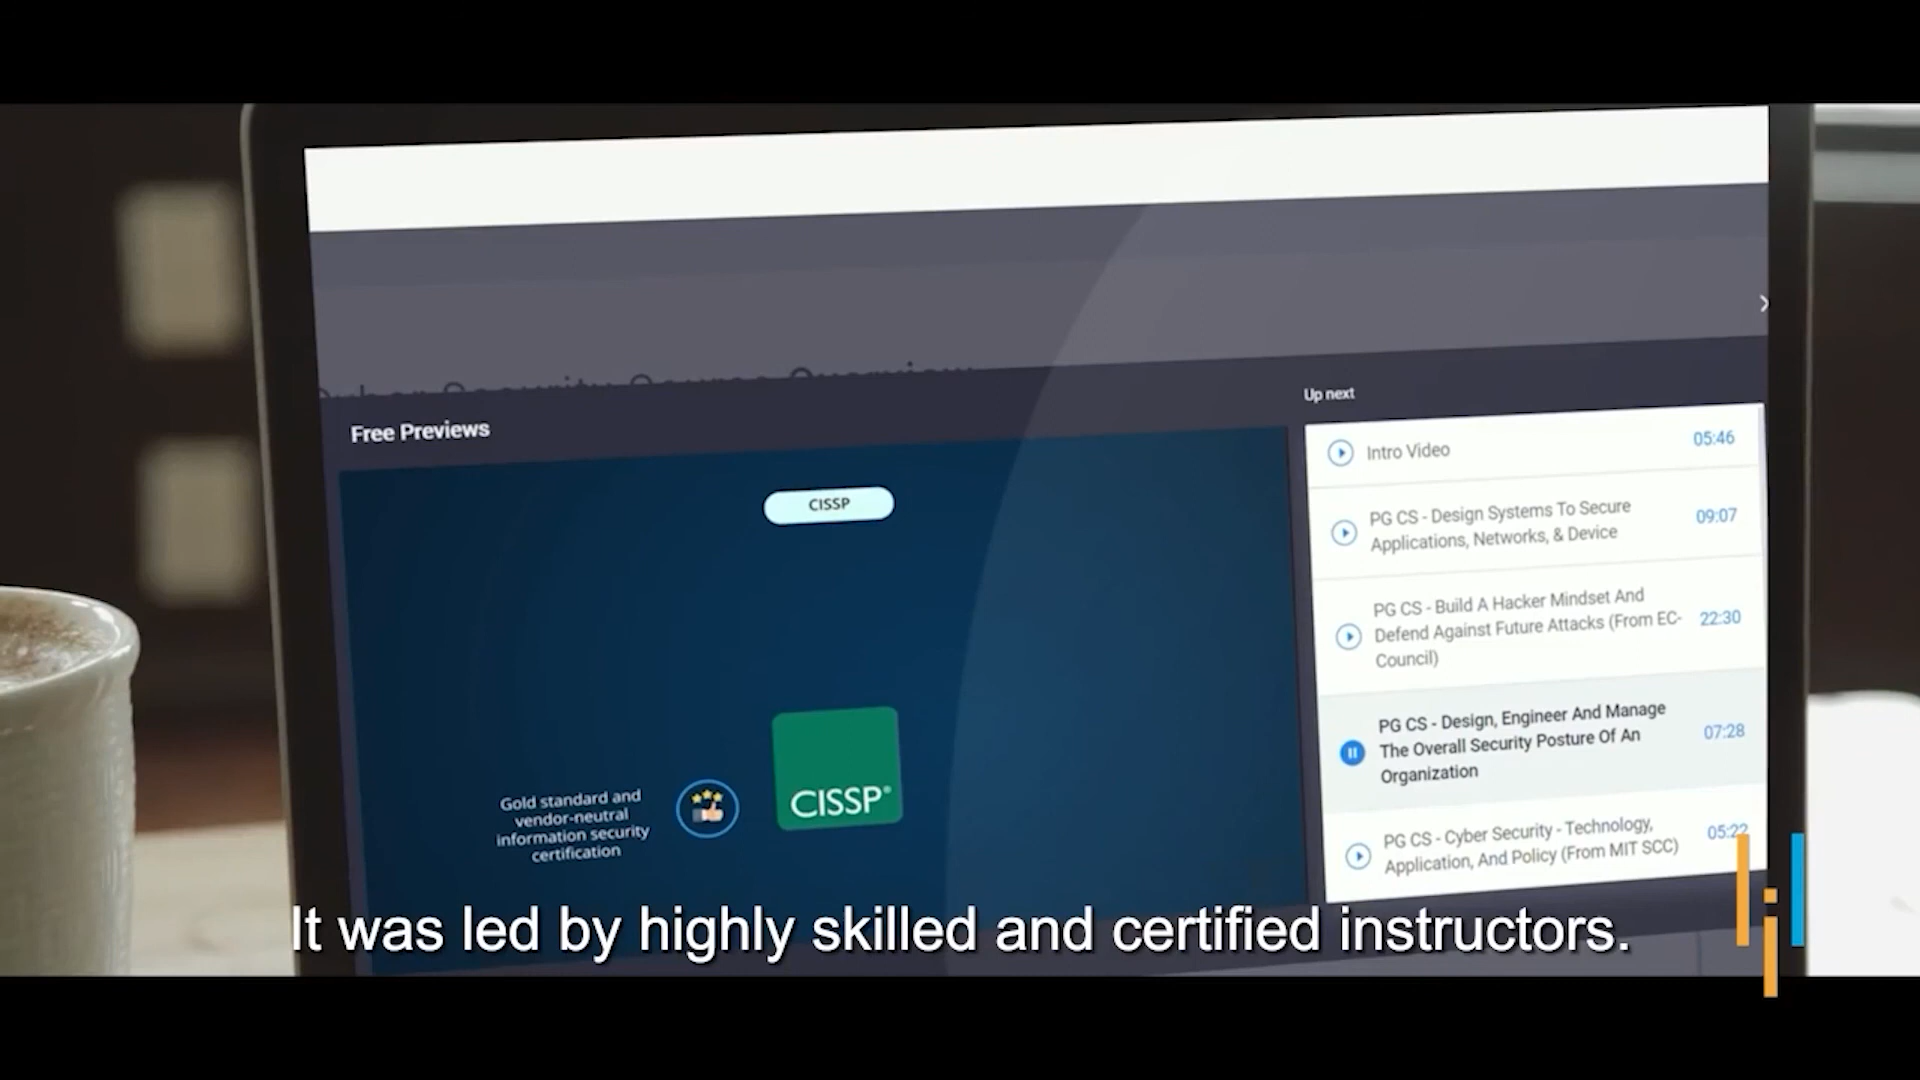 Cyber Security Course Overview
Free Previews
CISSP
Gold standard and
vendor-neutral
information security
certification
CISSP®
Up next
Intro Video 05:46
PG CS - Design Systems To Secure
Applications, Networks, & Device 09:07
PG CS - Build A Hacker Mindset And
Defend Against Future Attacks (From EC-
Council) 22:30
PG CS - Design, Engineer And Manage
The Overall Security Posture Of An
Organization 07:28
PG CS - Cyber Security - Technology,
Application, And Policy (From MIT SCC) 05:22
It was led by highly skilled and certified instructors.